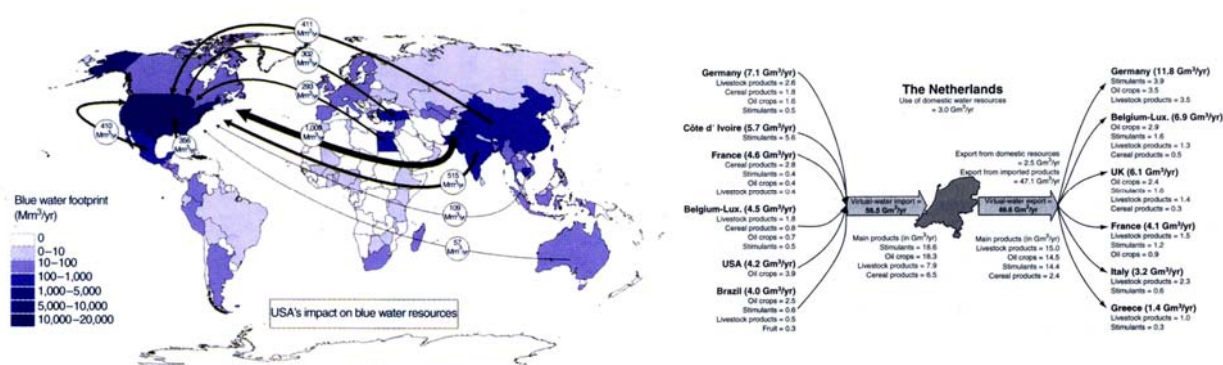 411
Mm³/yr
302
Mm³/yr
293
Mm³/yr
410
Mm³/yr
Mm³/yr
515
Mm³/yr
109
Mm³/yr
57
Blue water footprint
(Mm³/yr)
0
0–10
10–100
100–1,000
1,000–5,000
5,000–10,000
10,000–20,000
USA's impact on blue water resources
Germany (7.1 Gm³/yr)
Livestock products = 2.6
Cereal products = 1.8
Oil crops = 1.6
Stimulants = 0.5
Côte d' Ivoire (5.7 Gm³/yr)
Stimulants = 5.6
France (4.6 Gm³/yr)
Cereal products = 2.8
Stimulants = 0.4
Oil crops = 0.4
Livestock products = 0.4
Belgium-Lux. (4.5 Gm³/yr)
Livestock products = 1.8
Cereal products = 0.8
Oil crops = 0.7
Stimulants = 0.5
USA (4.2 Gm³/yr)
Oil crops = 3.9
Brazil (4.0 Gm³/yr)
Oil crops = 2.5
Stimulants = 0.6
Livestock products = 0.5
Fruit = 0.3
The Netherlands
Use of domestic water resources
= 3.0 Gm³/yr
Export from domestic resources
= 2.5 Gm³/yr
Export from imported products
= 47.1 Gm³/yr
Virtual-water import =
Gm³/yr
Virtual-water export =
Gm³/yr
Main products (in Gm³/yr)
Stimulants = 18.6
Oil crops = 18.3
Livestock products = 7.9
Cereal products = 6.5
Main products (in Gm³/yr)
Livestock products = 15.0
Oil crops = 14.5
Stimulants = 14.4
Cereal products = 2.4
Germany (11.8 Gm³/yr)
Stimulants = 3.9
Oil crops = 3.5
Livestock products = 3.5
Belgium-Lux. (6.9 Gm³/yr)
Oil crops = 2.9
Stimulants = 1.6
Livestock products = 1.3
Cereal products = 0.5
UK (6.1 Gm³/yr)
Oil crops = 2.4
Stimulants = 1.6
Livestock products = 1.4
Cereal products = 0.3
France (4.1 Gm³/yr)
Livestock products = 1.5
Stimulants = 1.2
Oil crops = 0.9
Italy (3.2 Gm³/yr)
Livestock products = 2.3
Stimulants = 0.6
Greece (1.4 Gm³/yr)
Livestock products = 1.0
Stimulants = 0.3